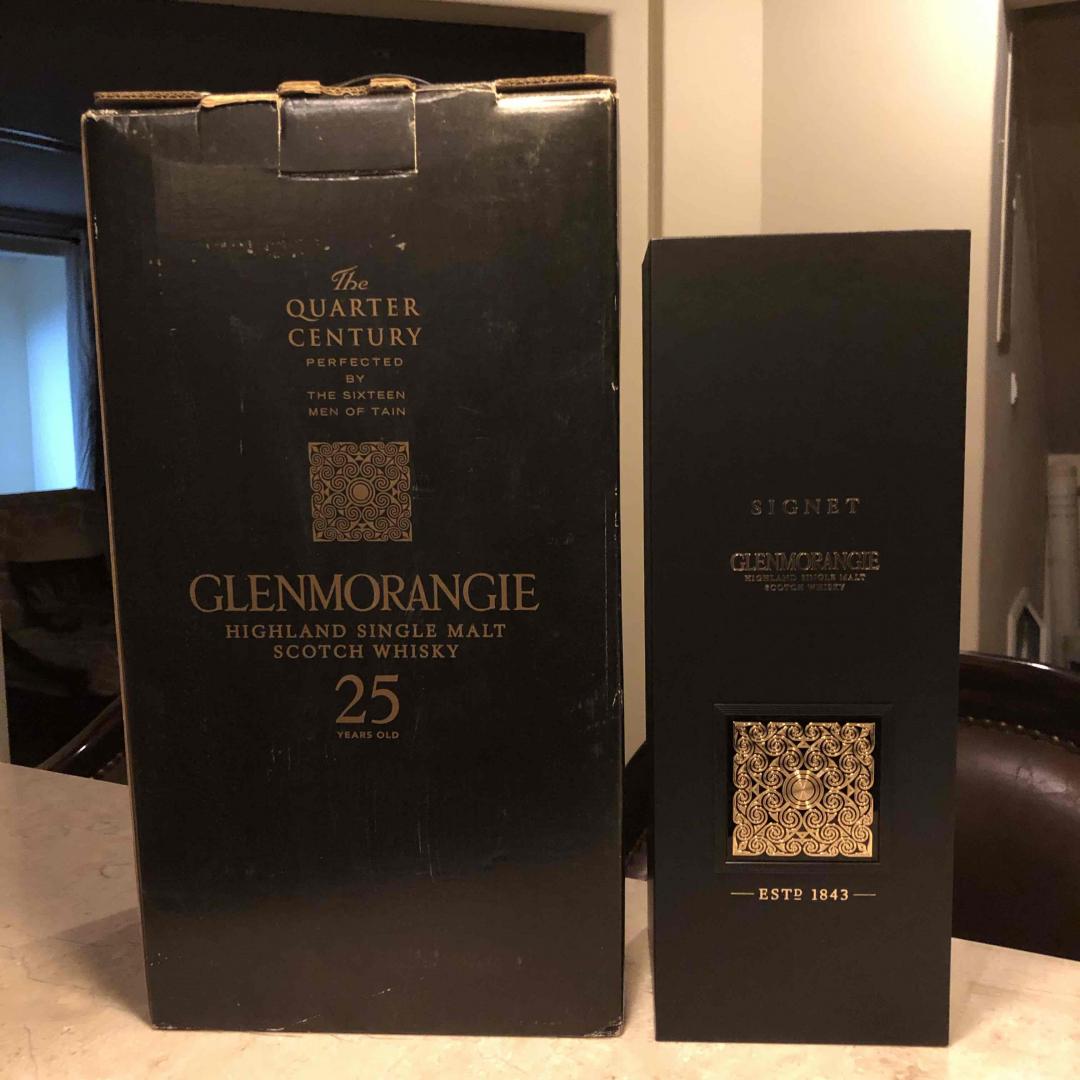 The
QUARTER
CENTURY
PERFECTED
BY
THE SIXTEEN
MEN OF TAIN
GLENMORANGIE
HIGHLAND SINGLE MALT
SCOTCH WHISKY
25
YEARS OLD
SIGNET
GLENMORANGIE
HIGHLAND SINGLE MALT
SCOTCH WHISKY
ESTD 1843